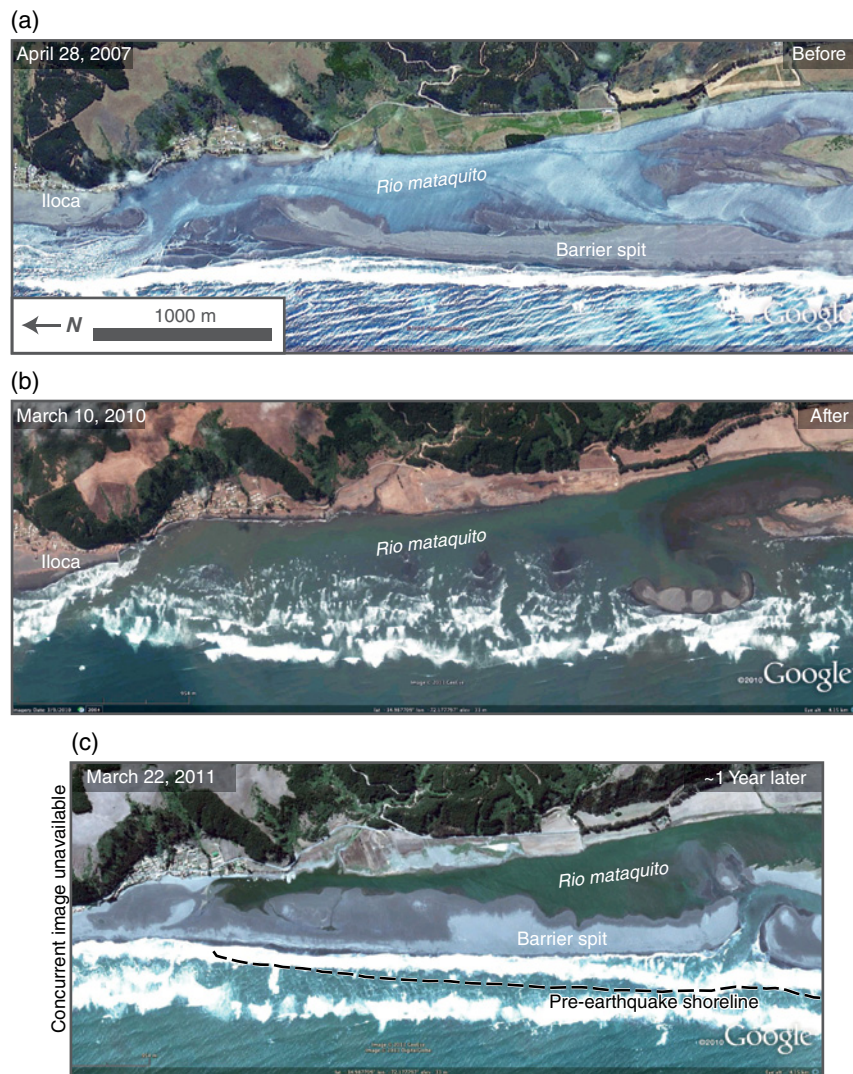 (a)
April 28, 2007
Before
Rio mataquito
Iloca
Barrier spit
N
1000 m
Google
(b)
March 10, 2010
After
Rio mataquito
Iloca
©2010 Google
(c)
March 22, 2011
~1 Year later
Concurrent image unavailable
Rio mataquito
Barrier spit
Pre-earthquake shoreline
Google